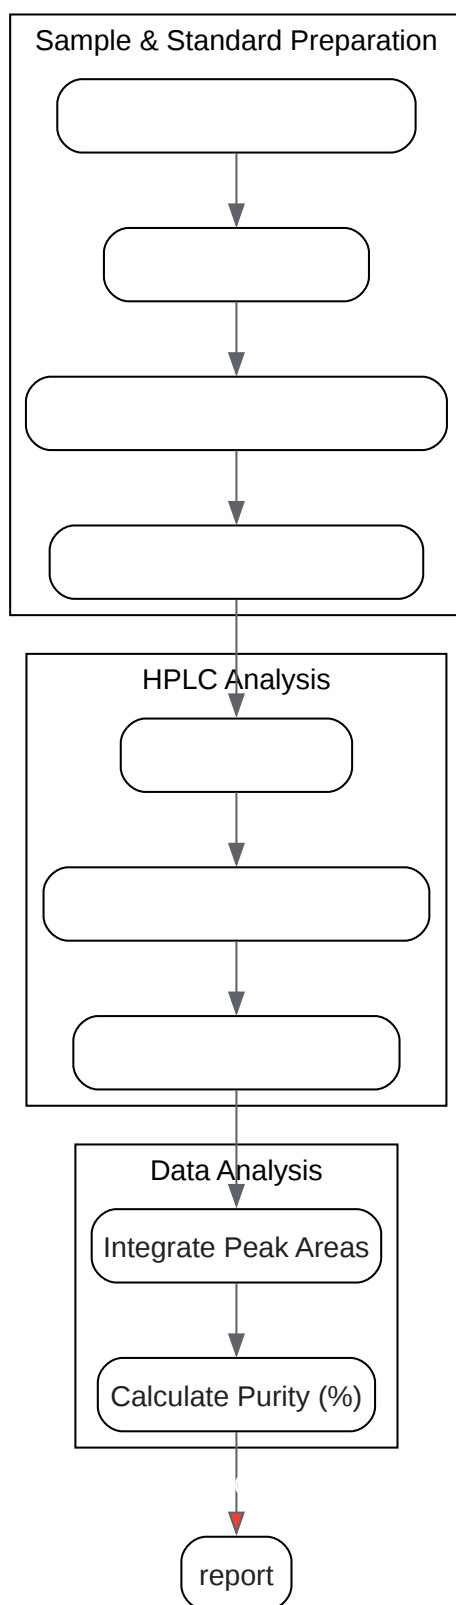 Sample & Standard Preparation
HPLC Analysis
Data Analysis
Integrate Peak Areas
Calculate Purity (%)
report